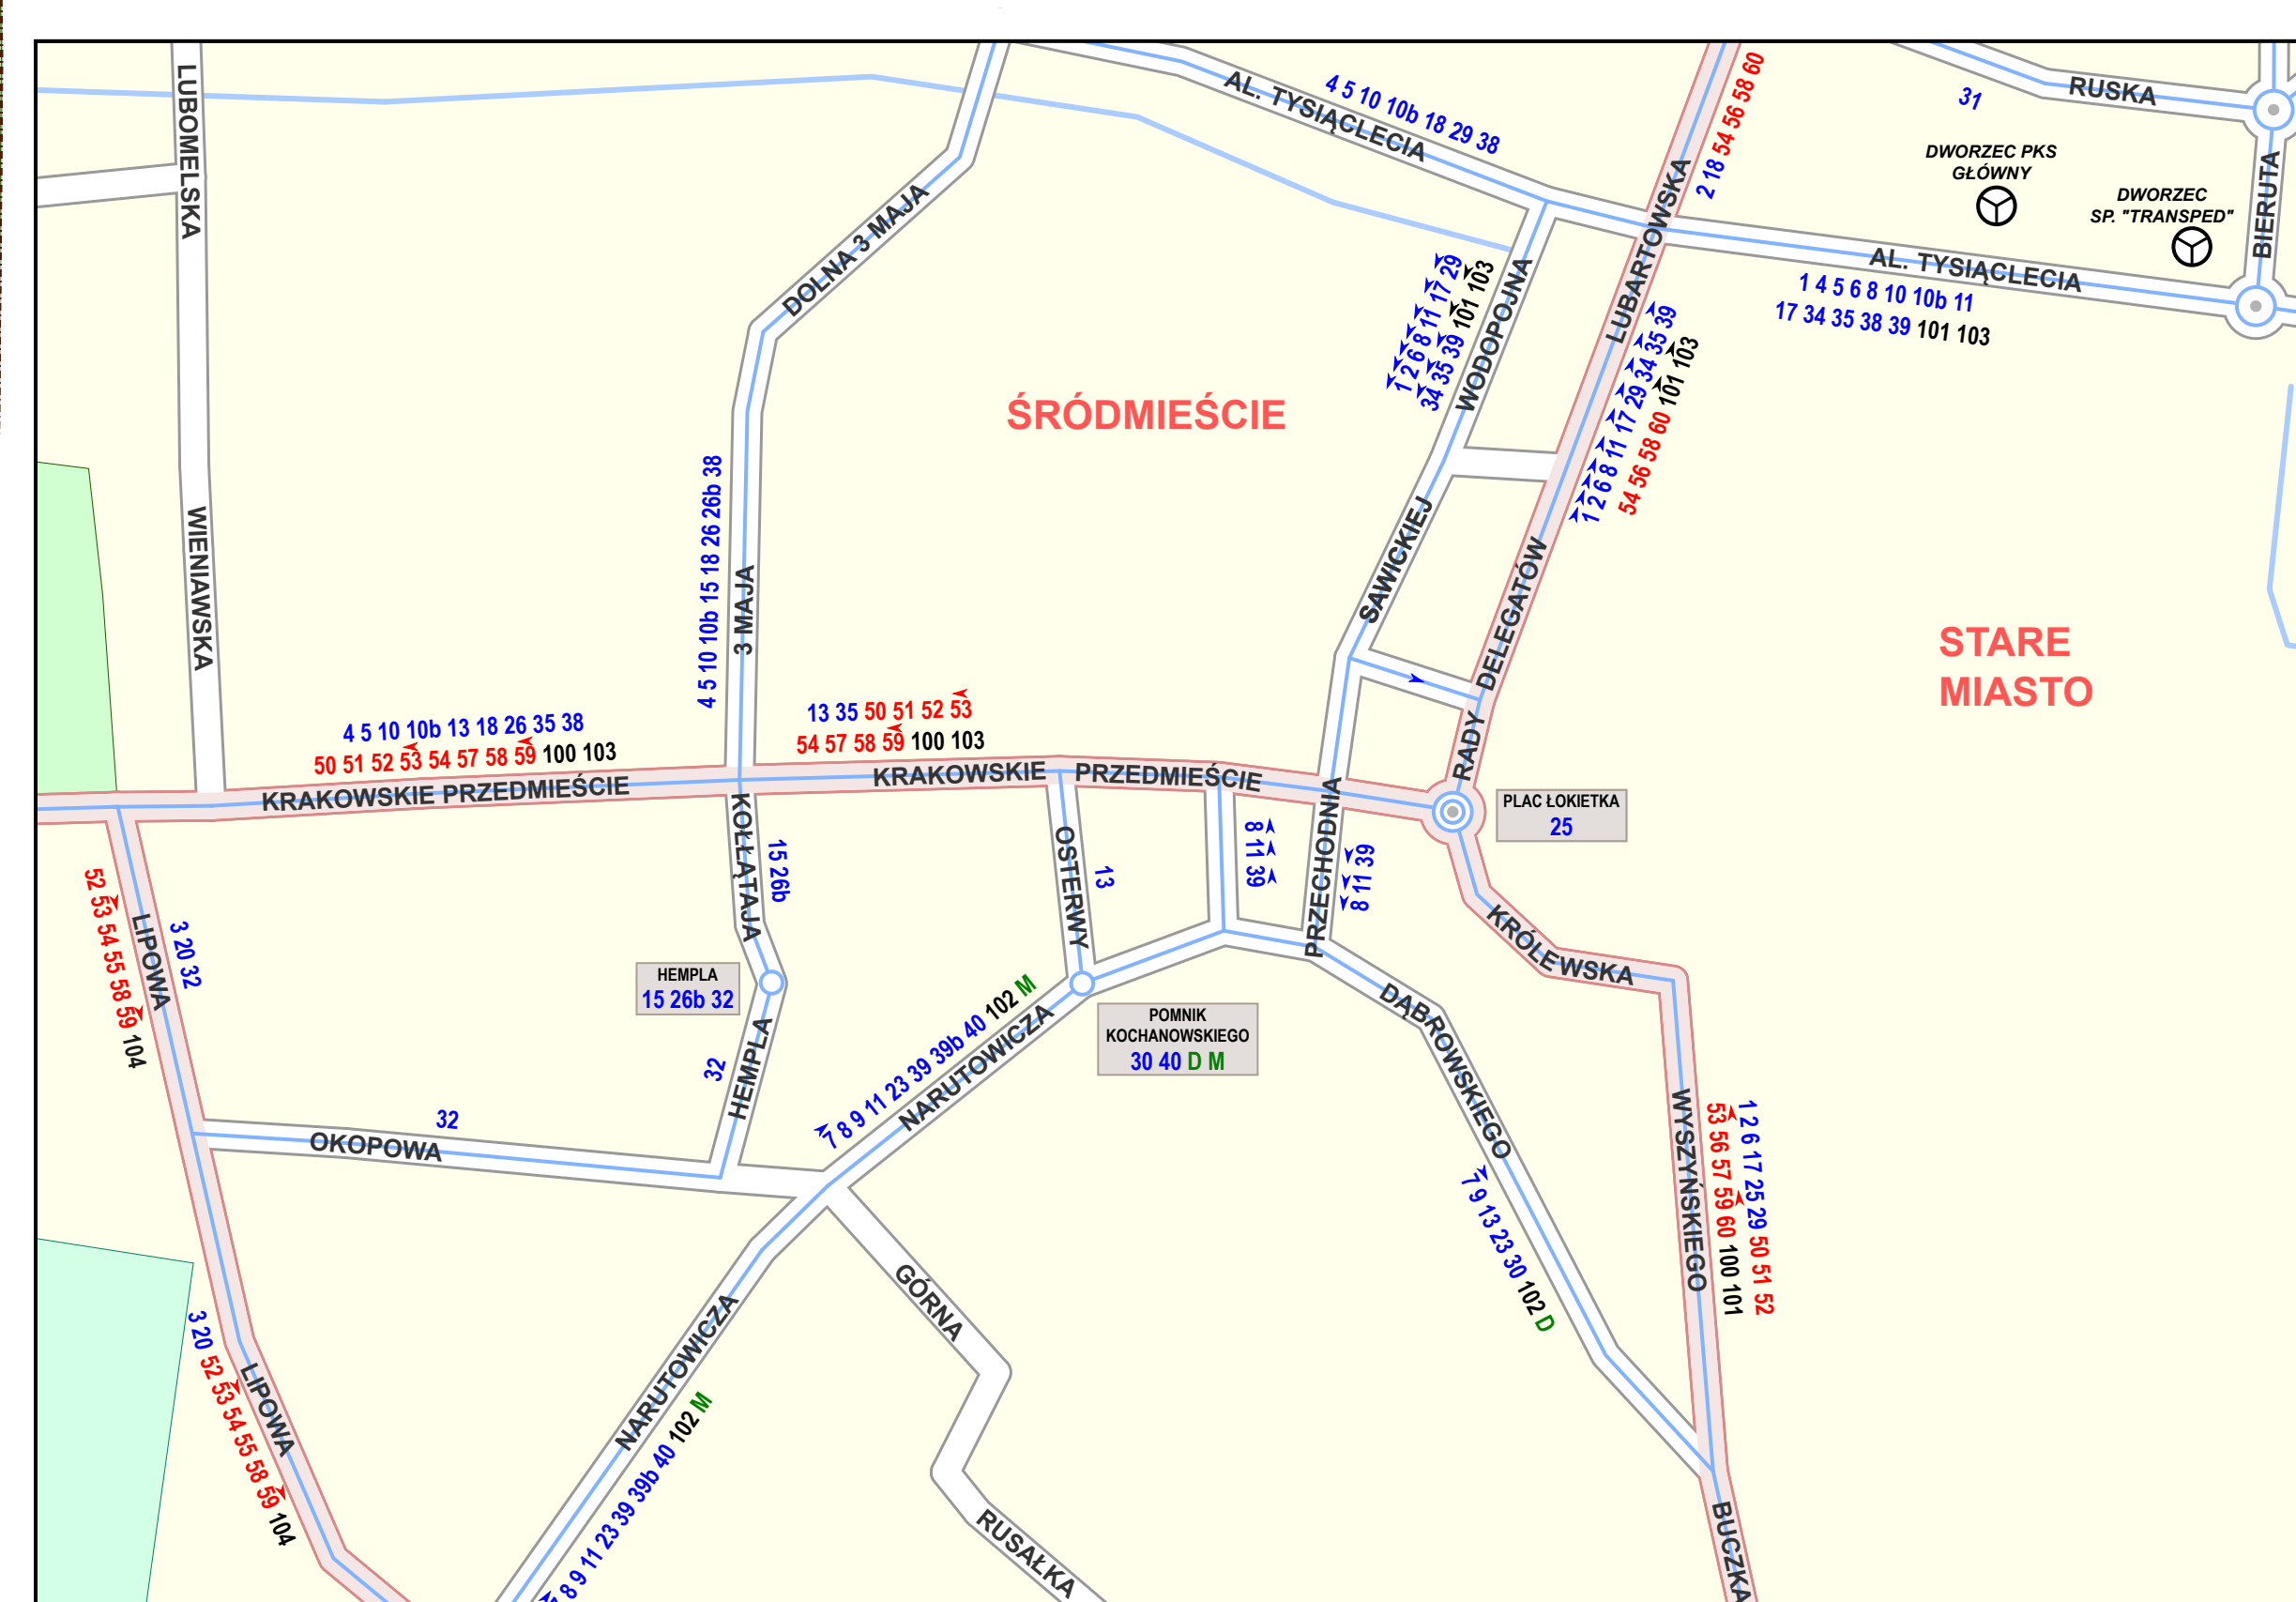 LUBOMELSKA
WIENIAWSKA
DOLNA 3 MAJA
3 MAJA
4 5 10 10b 15 18 26 26b 38
AL. TYSIĄCLECIA
4 5 10 10b 18 29 38
2 18 54 56 58 60
LUBARTOWSKA
31
RUSKA
DWORZEC PKS
GŁÓWNY
DWORZEC
SP. "TRANSPED"
BIERUTA
AL. TYSIĄCLECIA
1 4 5 6 8 10 10b 11
17 34 35 38 39 101 103
1 2 6 8 11 17 29
34 35 39 101 103
WODOPOJNA
SAWICKIEJ
1 2 6 8 11 17 29 34 35 39
54 56 58 60 101 103
RADY DELEGATÓW
ŚRÓDMIEŚCIE
STARE
MIASTO
4 5 10 10b 13 18 26 35 38
50 51 52 53 54 57 58 59 100 103
KRAKOWSKIE PRZEDMIEŚCIE
13 35 50 51 52 53
54 57 58 59 100 103
KRAKOWSKIE PRZEDMIEŚCIE
PLAC ŁOKIETKA
25
KOŁŁĄTAJA
15 26b
OSTERWY
13
8 11 39
PRZECHODNIA
8 11 39
KRÓLEWSKA
52 53 54 55 58 59 104
LIPOWA
3 20 32
HEMPLA
15 26b 32
32
HEMPLA
7 8 9 11 23 39 39b 40 102 M
NARUTOWICZA
POMNIK
KOCHANOWSKIEGO
30 40 D M
DĄBROWSKIEGO
7 9 13 23 30 102 D
WYSZYŃSKIEGO
1 2 6 17 25 29 50 51 52
53 56 57 59 60 100 101
32
OKOPOWA
GÓRNA
NARUTOWICZA
8 9 11 23 39 39b 40 102 M
3 20 52 53 54 55 58 59 104
LIPOWA
RUSAŁKA
BUCZKA